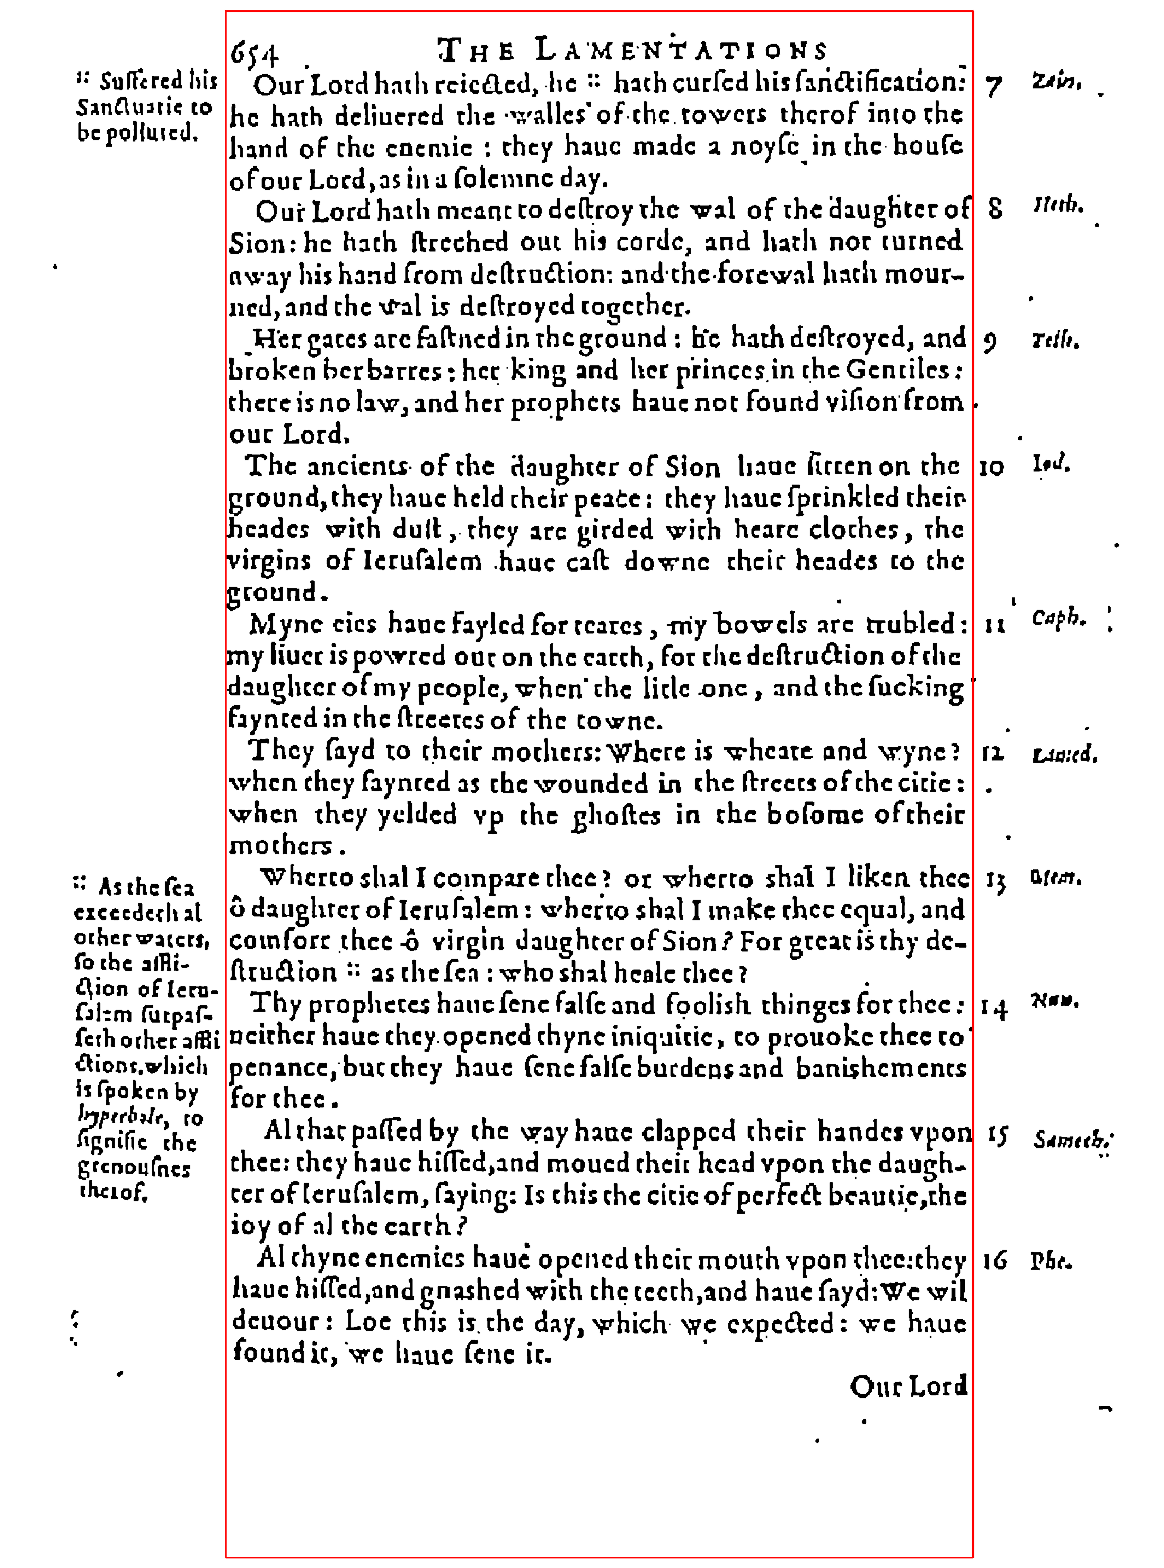 654 THE LAMENTATIONS
⁙ Suffered his
Sanctuarie to
be polluted.
Our Lord hath reiected, he ⁙ hath curſed his ſanctification: 7 Zain.
he hath deliuered the walles of the towers therof into the
hand of the enemie : they haue made a noyſe in the houſe
of our Lord, as in a ſolemne day.
Our Lord hath meant to deſtroy the wal of the daughter of 8 Heth.
Sion: he hath ſtreched out his corde, and hath not turned
away his hand from deſtruction: and the forewal hath mour-
ned, and the wal is deſtroyed together.
Her gates are faſtned in the ground : he hath deſtroyed, and 9 Teth.
broken her barres: her king and her princes in the Gentiles:
there is no law, and her prophets haue not found viſion from
our Lord.
The ancients of the daughter of Sion haue ſitten on the 10 Iod.
ground, they haue held their peace: they haue ſprinkled their
heades with duſt, they are girded with heare clothes, the
virgins of Ieruſalem haue caſt downe their heades to the
ground.
Myne eies haue fayled for teares, my bowels are trubled: 11 Caph.
my liuer is powred out on the earth, for the deſtruction of the
daughter of my people, when the litle one, and the ſucking
faynted in the ſtreetes of the towne.
They ſayd to their mothers: Where is wheate and wyne? 12 Lamed.
when they faynted as the wounded in the ſtreets of the citie:
when they yelded vp the ghoſtes in the boſome of their
mothers.
Wherto shal I compare thee? or wherto shal I liken thee 13 Mem.
ô daughter of Ieruſalem: wherto shal I make thee equal, and
comfort thee ô virgin daughter of Sion? For great is thy de-
ſtruction ⁙ as the ſea: who shal heale thee?
⁙ As the ſea
exceedeth al
other waters,
ſo the affli-
ction of Ieru-
ſalem ſurpaſ-
ſeth other affli
ctions, which
is ſpoken by
hyperbole, to
ſignifie the
greuouſnes
therof.
Thy prophetes haue ſene falſe and foolish thinges for thee: 14 Nun.
neither haue they opened thyne iniquitie, to prouoke thee to
penance, but they haue ſene falſe burdens and banishements
for thee.
Al that paſſed by the way haue clapped their handes vpon 15 Samech.
thee: they haue hiſſed, and moued their head vpon the daugh-
ter of Ieruſalem, ſaying: Is this the citie of perfect beautie, the
ioy of al the earth?
Al thyne enemies haue opened their mouth vpon thee: they 16 Phe.
haue hiſſed, and gnashed with the teeth, and haue ſayd: We wil
deuour: Loe this is the day, which we expected: we haue
found it, we haue ſene it.
Our Lord